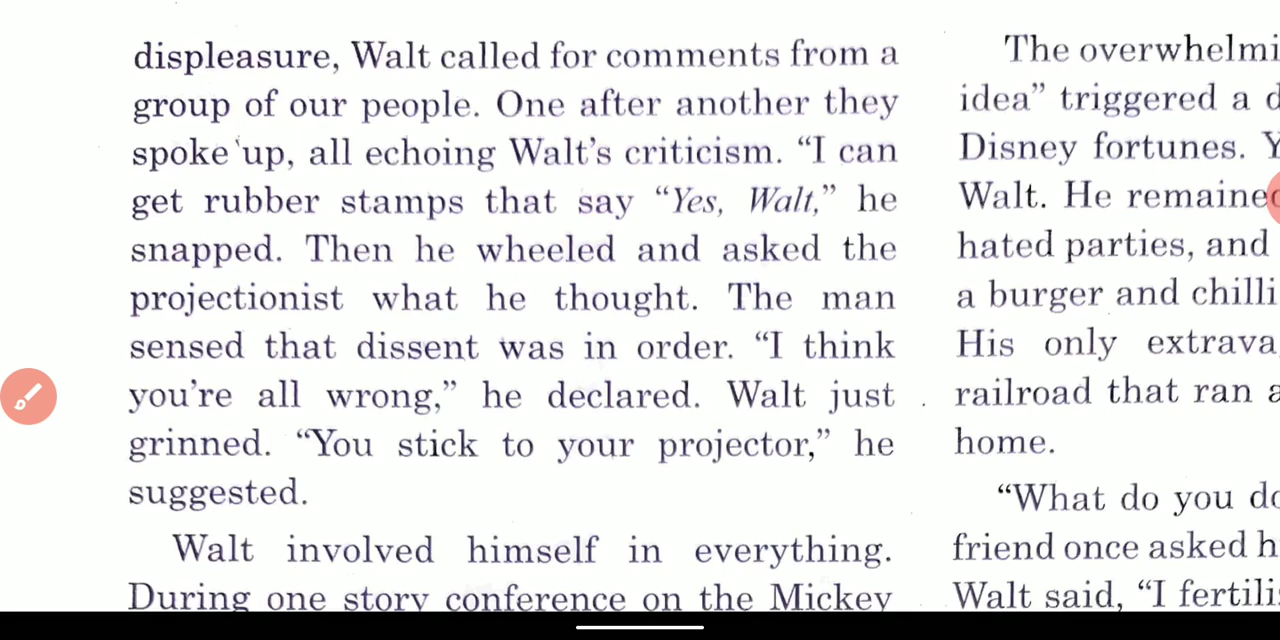 displeasure, Walt called for comments from a
group of our people. One after another they
spoke up, all echoing Walt's criticism. “I can
get rubber stamps that say “Yes, Walt,” he
snapped. Then he wheeled and asked the
projectionist what he thought. The man
sensed that dissent was in order. “I think
you're all wrong,” he declared. Walt just
grinned. “You stick to your projector,” he
suggested.
Walt involved himself in everything.
During one story conference on the Mickey
The
idea” triggered a
Disney fortunes.
Walt. He
hated parties, and
a burger and
His only
railroad that ran
home.
“What do you
friend once asked
Walt said, “I